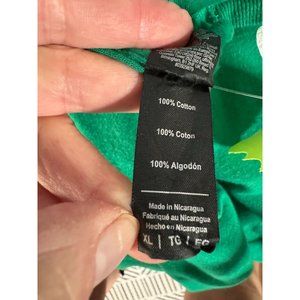 100% Cotton
100% Coton
100% Algodón
Made in Nicaragua
Fabriqué au Nicaragua
Hecho en Nicaragua
XL | TG / EG